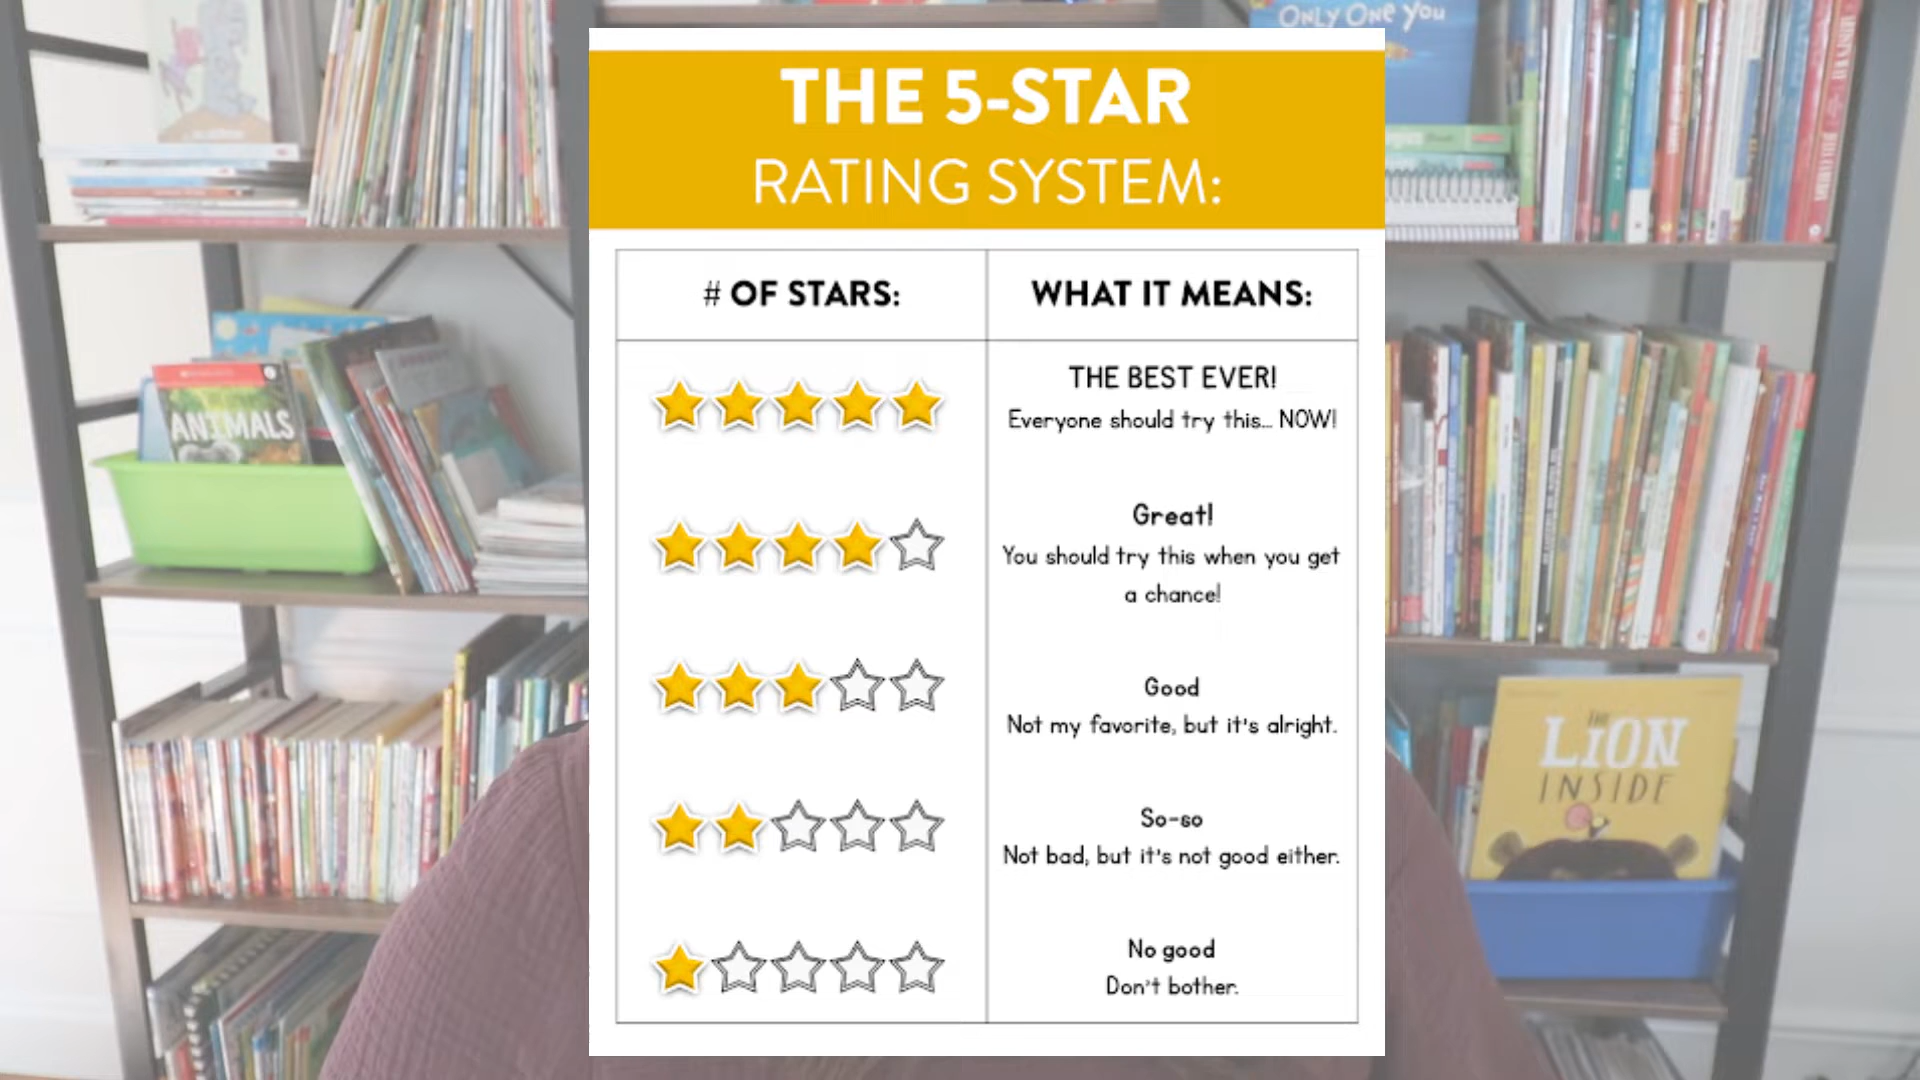 ONLY ONE YOU
THE 5-STAR
RATING SYSTEM:
# OF STARS:
WHAT IT MEANS:
THE BEST EVER!
Everyone should try this... NOW!
Great!
You should try this when you get
a chance!
Good
Not my favorite, but it's alright.
So-so
Not bad, but it's not good either.
No good
Don't bother.
ANIMALS
THE
LION
INSIDE